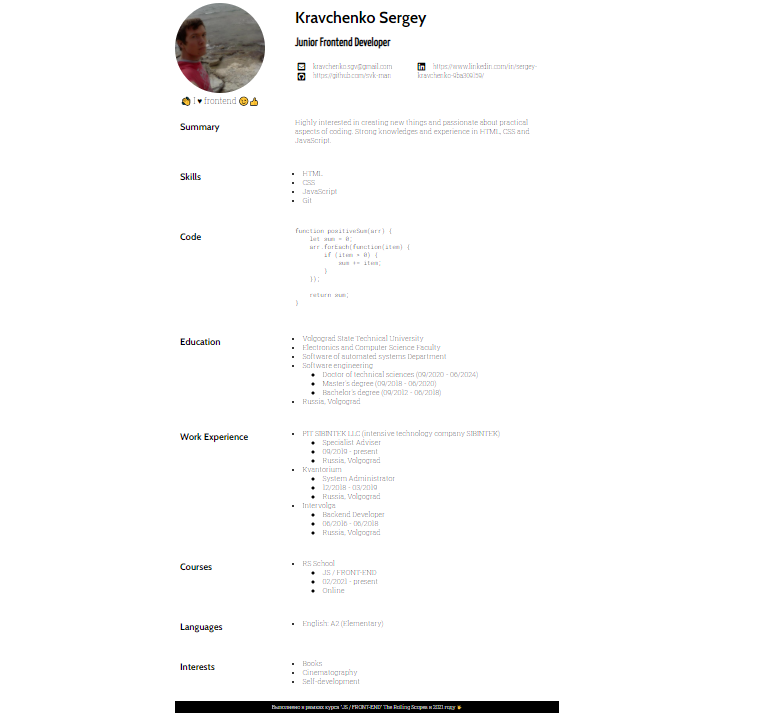 Kravchenko Sergey
Junior Frontend Developer
kravchenko.sgv@gmail.com
https://www.linkedin.com/in/sergey-
https://github.com/svk-man
I ♥ frontend
Summary
Highly interested in creating new things and passionate about practical
aspects of coding. Strong knowledges and experience in HTML, CSS and
JavaScript.
Skills
HTML
CSS
JavaScript
Git
Code
function positiveSum(arr) {
let sum = 0;
arr.forEach(function(item) {
if (item > 0) {
sum += item;
}
});
return sum;
}
Education
Volgograd State Technical University
Electronics and Computer Science Faculty
Software of automated systems Department
Software engineering
Doctor of technical sciences (09/2020 - 06/2024)
Master's degree (09/2018 - 06/2020)
Bachelor's degree (09/2012 - 06/2018)
Russia, Volgograd
Work Experience
PIT SIBINTEK LLC (intensive technology company SIBINTEK)
Specialist Adviser
09/2019 - present
Russia, Volgograd
Kvantorium
System Administrator
12/2018 - 03/2019
Russia, Volgograd
Intervolga
Backend Developer
06/2016 - 06/2018
Russia, Volgograd
Courses
RS School
JS / FRONT-END
02/2021 - present
Online
Languages
English: A2 (Elementary)
Interests
Books
Cinematography
Self-development
Выполнено в рамках курса "JS / FRONT-END" The Rolling Scopes в 2021 году